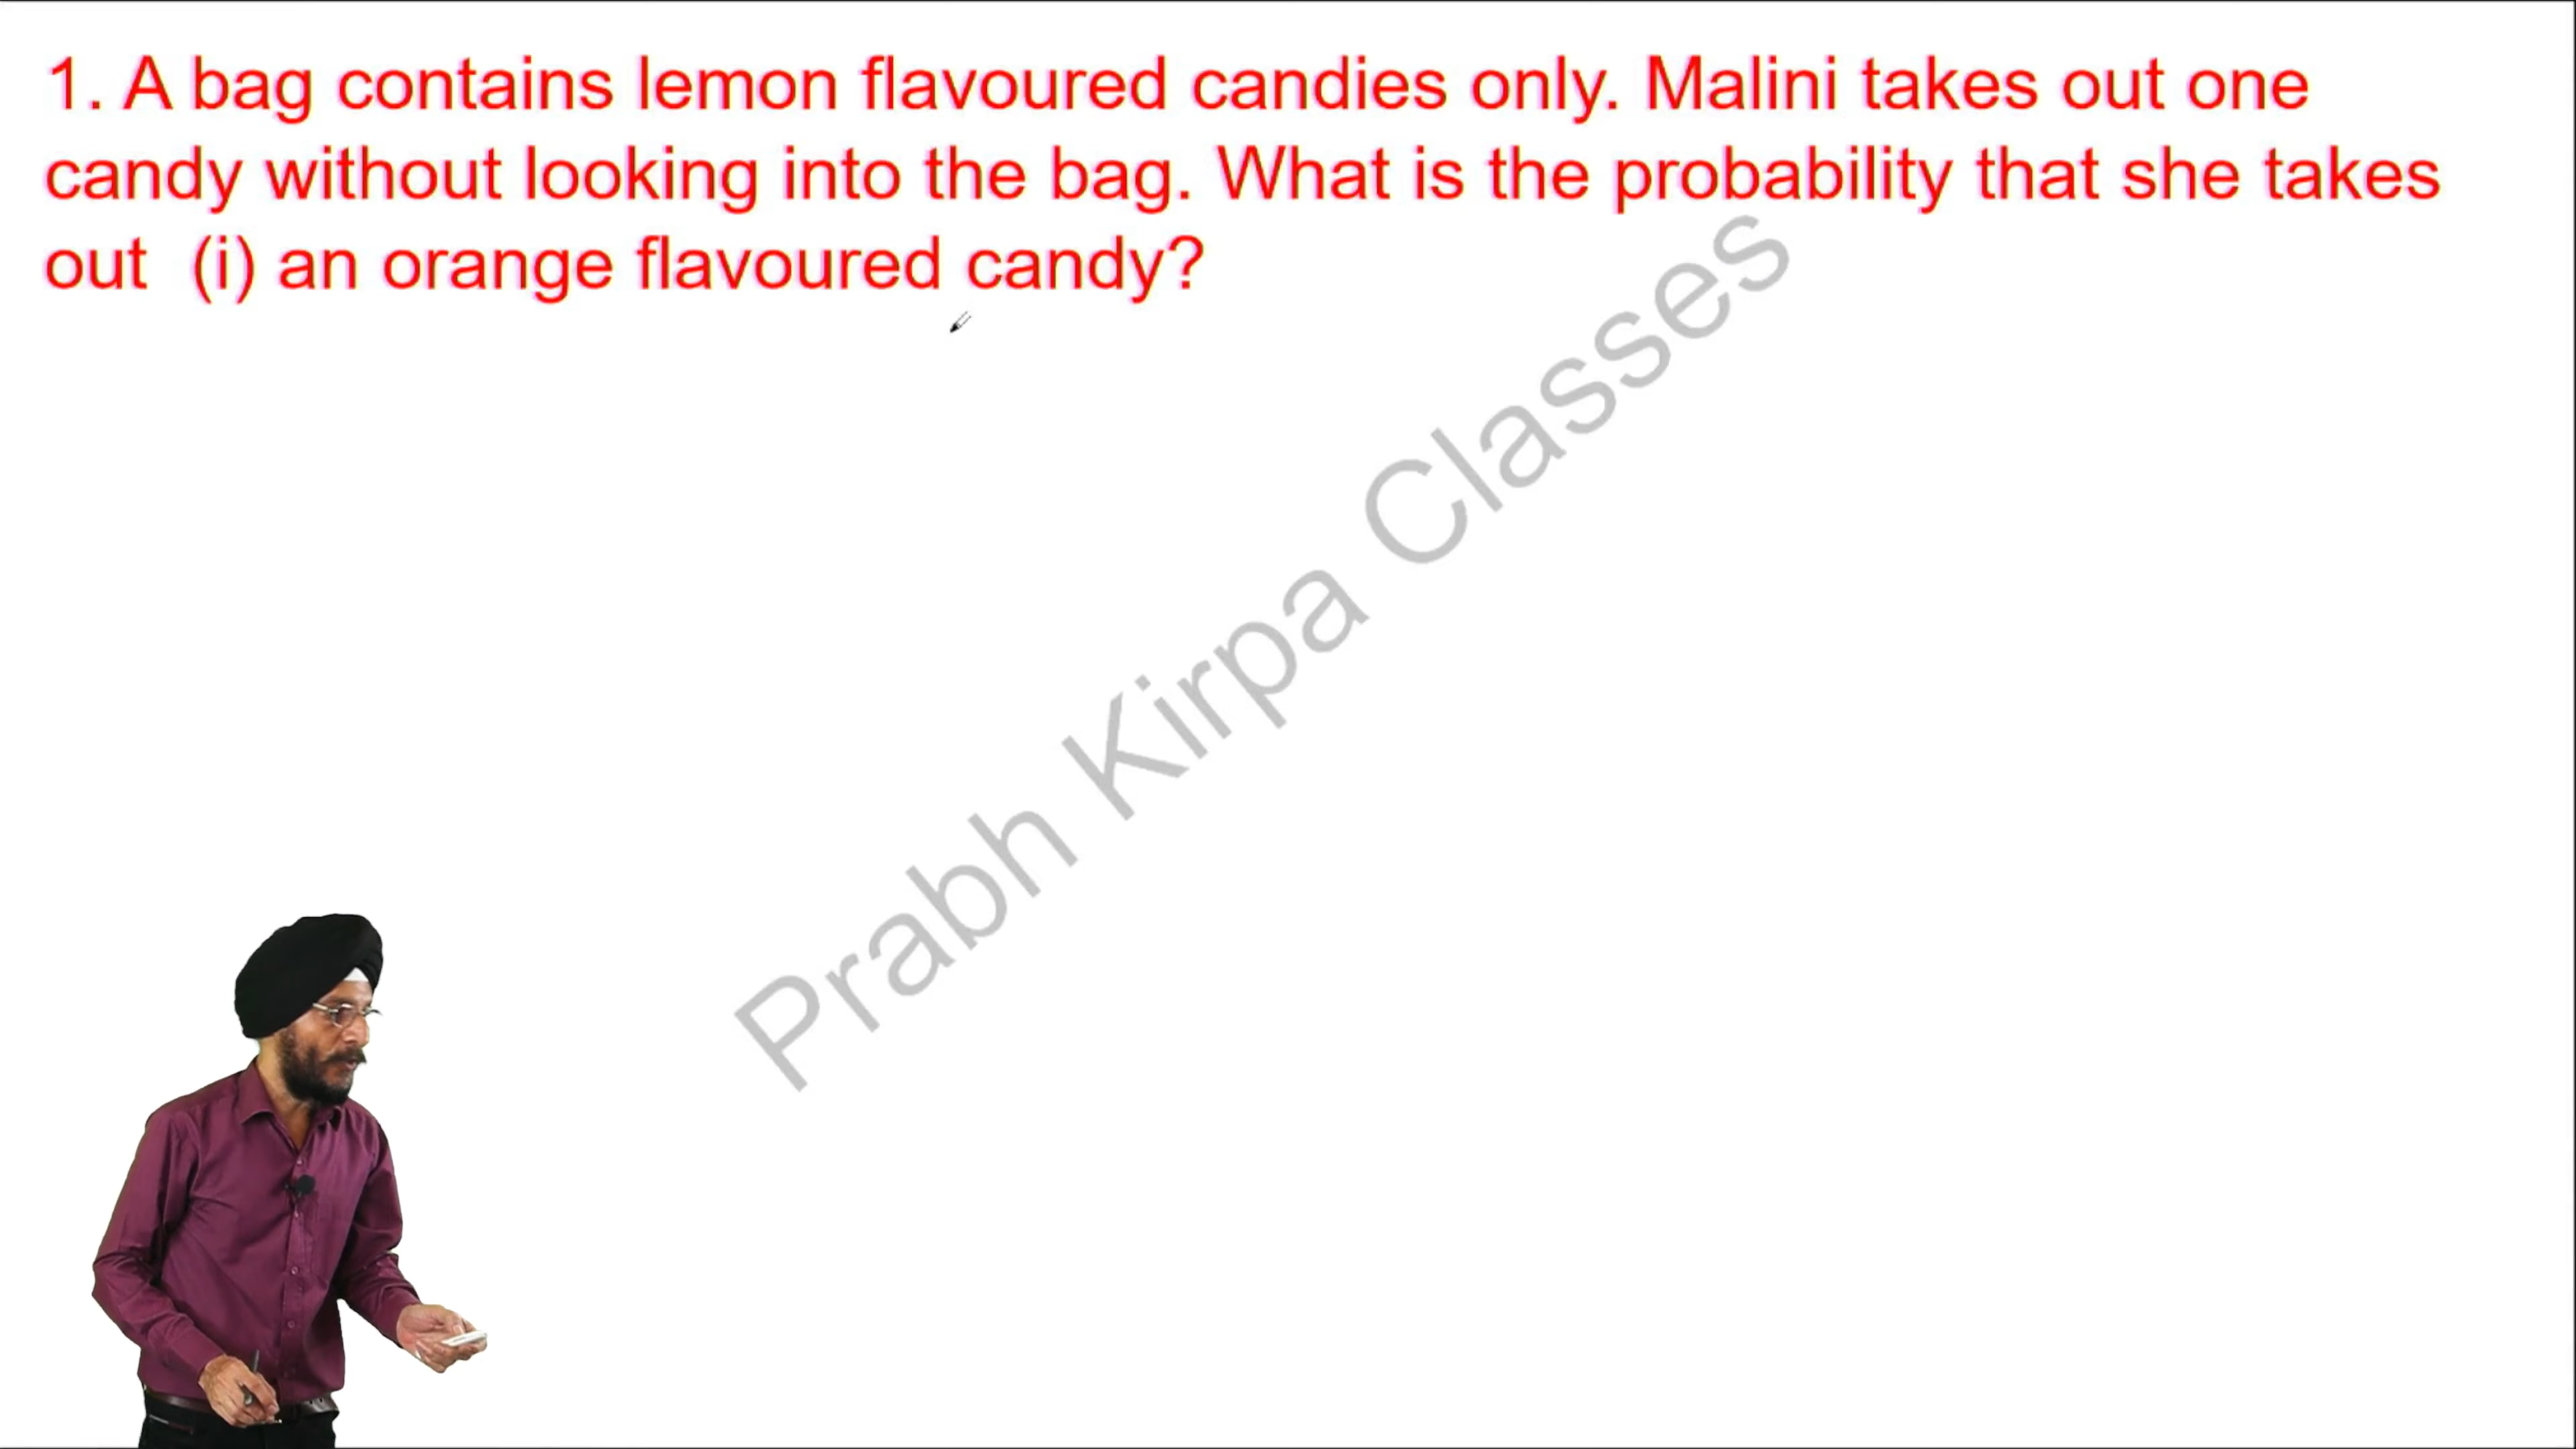 1. A bag contains lemon flavoured candies only. Malini takes out one
candy without looking into the bag. What is the probability that she takes
out (i) an orange flavoured candy?
Prabh Kirpa Classes